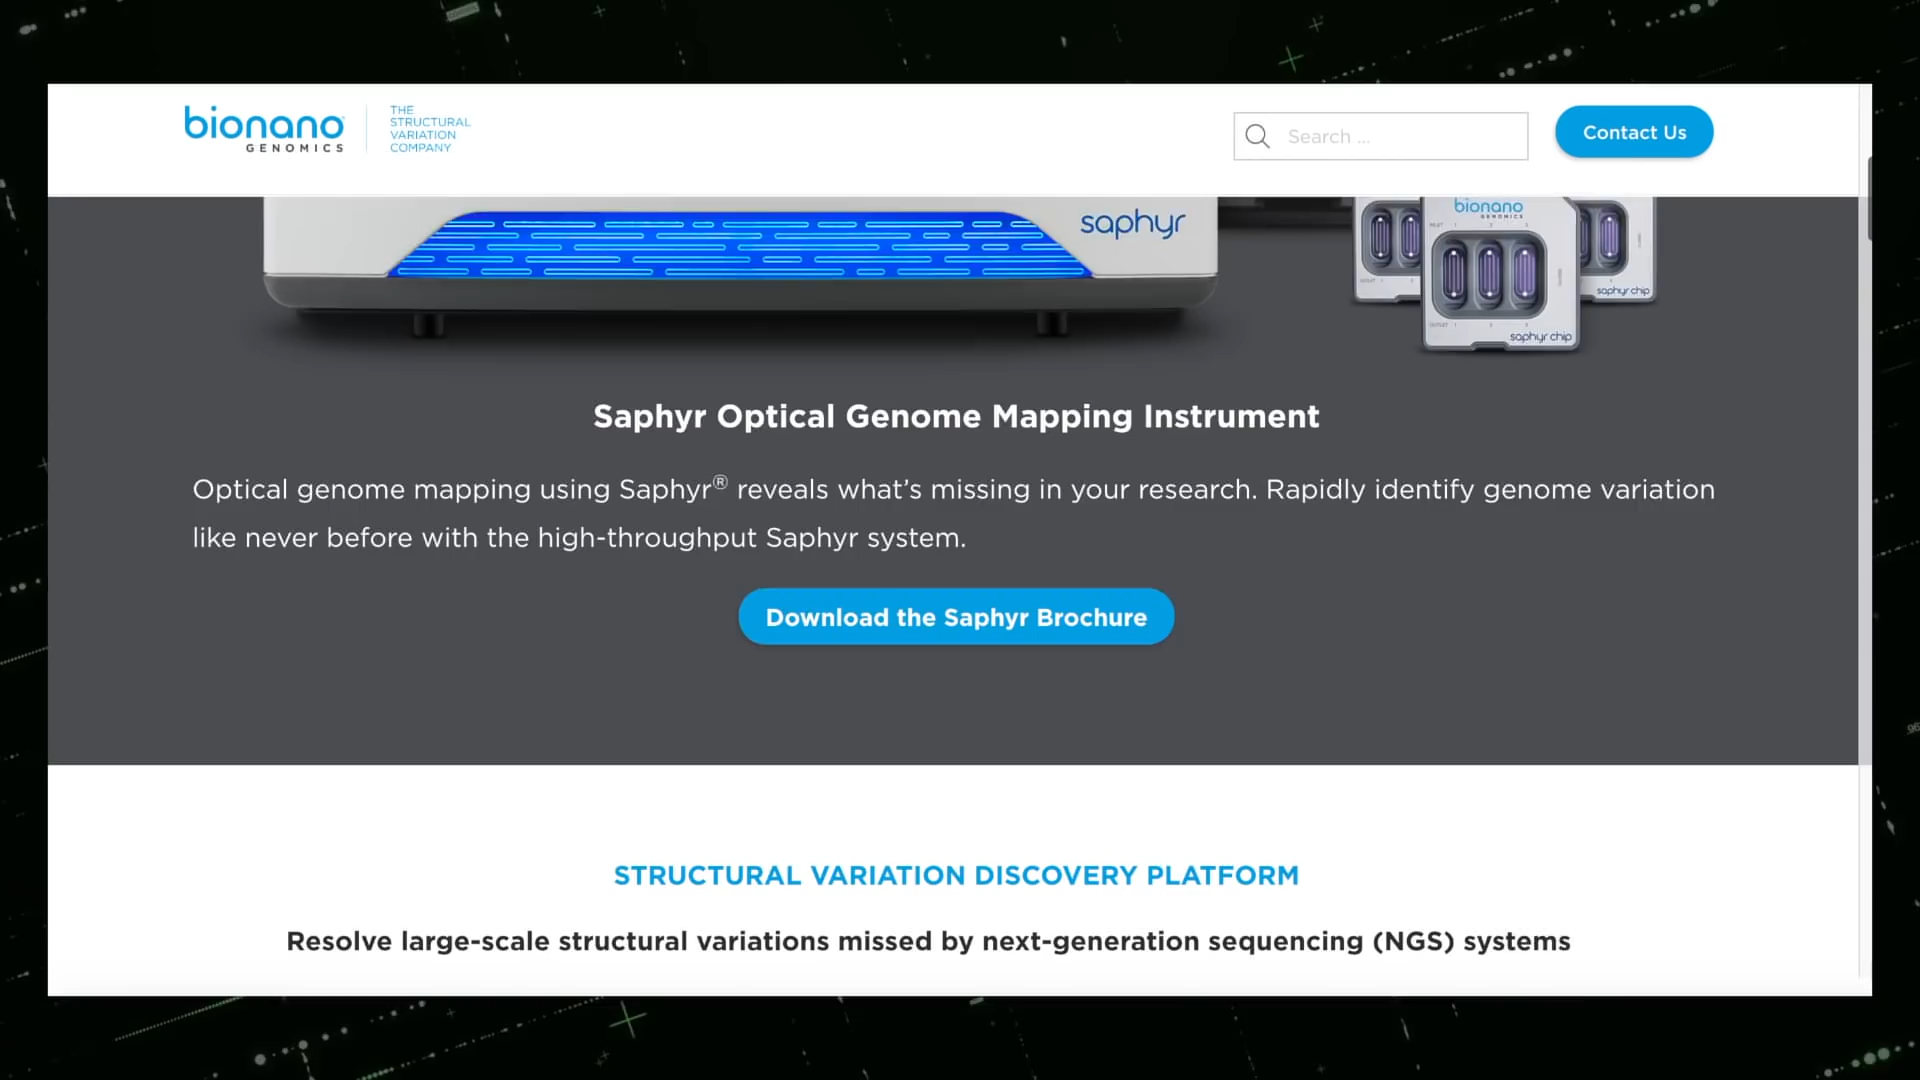 bionano
GENOMICS
THE
STRUCTURAL
VARIATION
COMPANY
Search ...
Contact Us
saphyr
bionano
GENOMICS
saphyr chip
saphyr chip
Saphyr Optical Genome Mapping Instrument
Optical genome mapping using Saphyr® reveals what’s missing in your research. Rapidly identify genome variation
like never before with the high-throughput Saphyr system.
Download the Saphyr Brochure
STRUCTURAL VARIATION DISCOVERY PLATFORM
Resolve large-scale structural variations missed by next-generation sequencing (NGS) systems